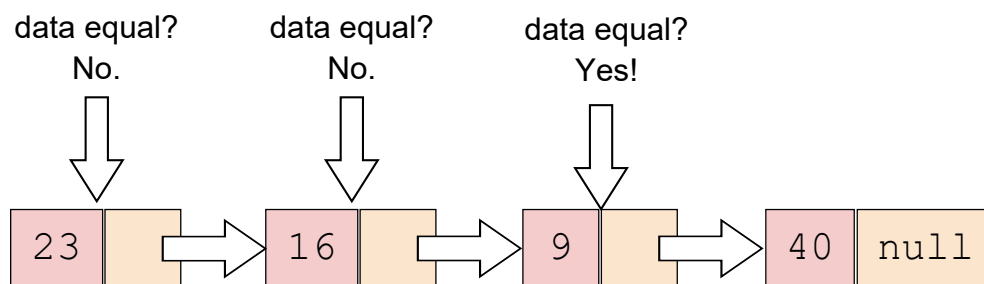 data equal?
No.
data equal?
No.
data equal?
Yes!
23
16
9
40 null